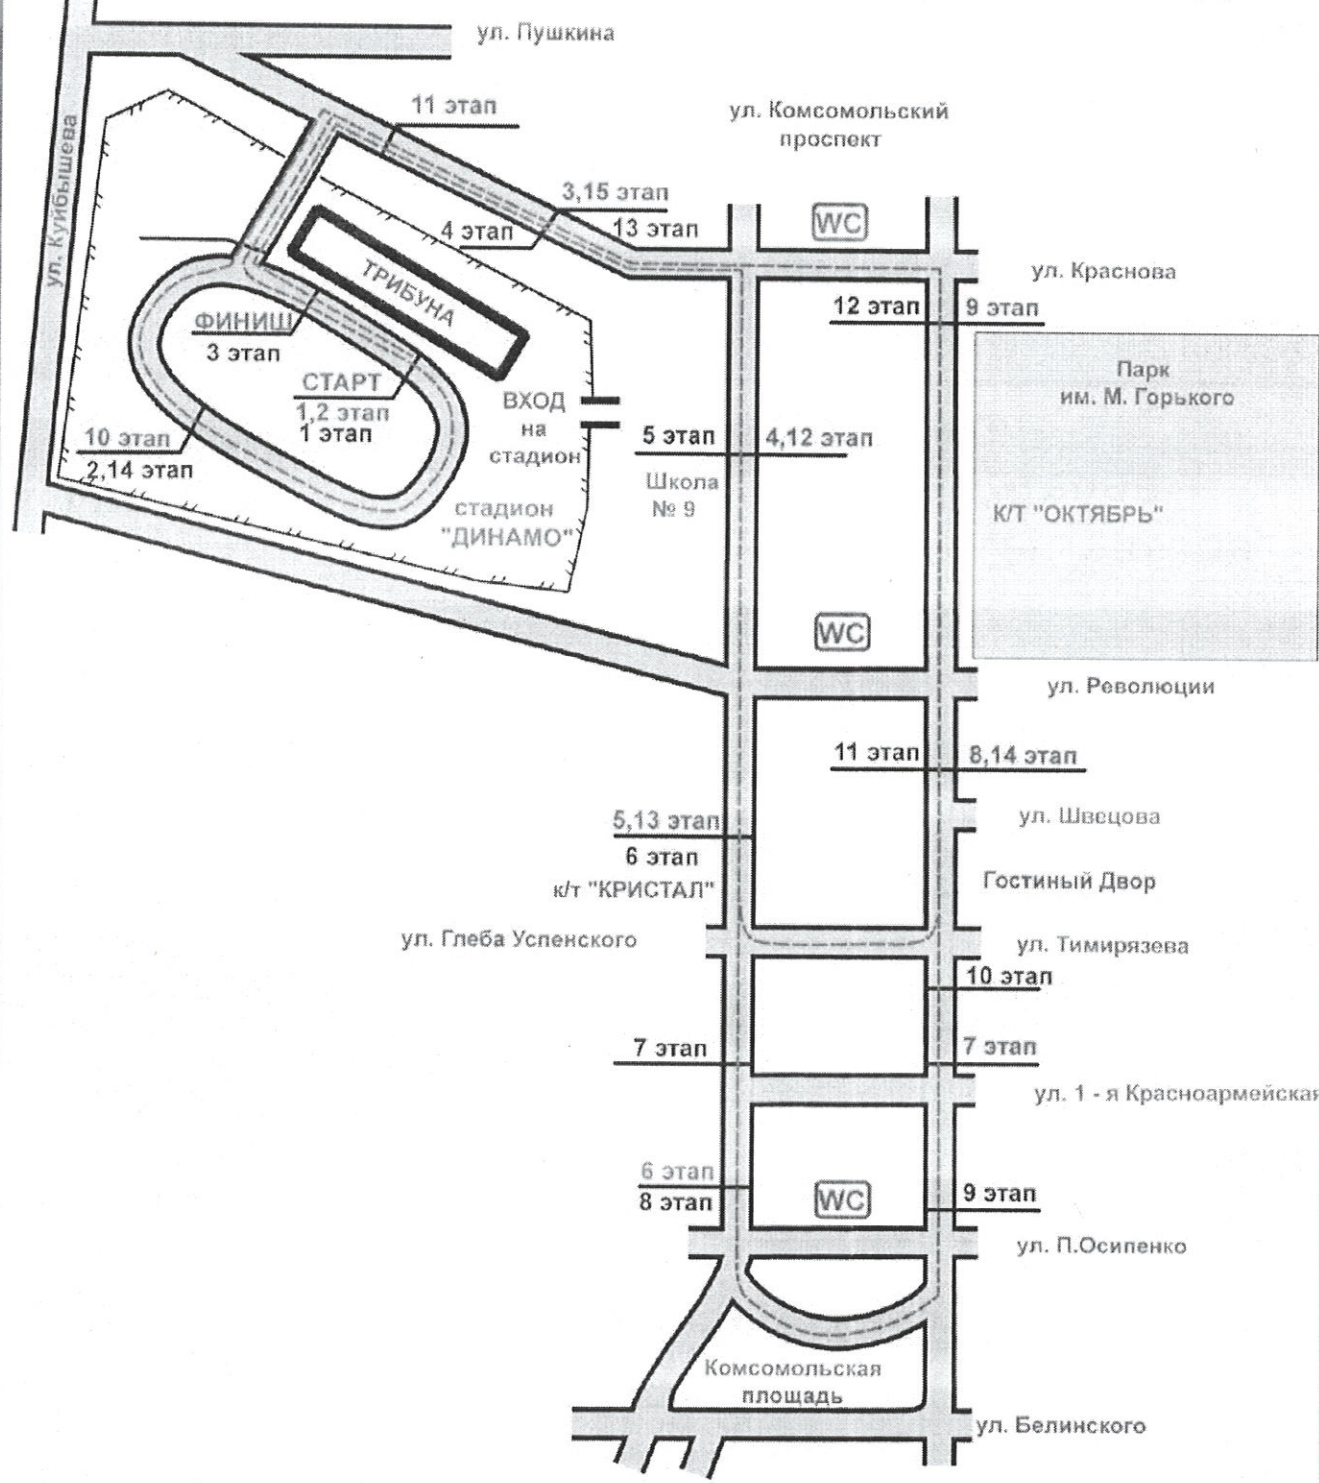 ул. Пушкина
11 этап
ул. Комсомольский
проспект
ул. Куйбышева
3,15 этап
4 этап
13 этап
WC
ул. Краснова
ТРИБУНА
ФИНИШ
3 этап
12 этап
9 этап
СТАРТ
1,2 этап
1 этап
Парк
им. М. Горького
ВХОД
на
стадион
10 этап
2,14 этап
5 этап
4,12 этап
Школа
№ 9
стадион
"ДИНАМО"
К/Т "ОКТЯБРЬ"
WC
ул. Революции
11 этап
8,14 этап
5,13 этап
6 этап
к/т "КРИСТАЛ"
ул. Швецова
Гостиный Двор
ул. Глеба Успенского
ул. Тимирязева
10 этап
7 этап
7 этап
ул. 1 - я Красноармейская
6 этап
8 этап
WC
9 этап
ул. П.Осипенко
Комсомольская
площадь
ул. Белинского